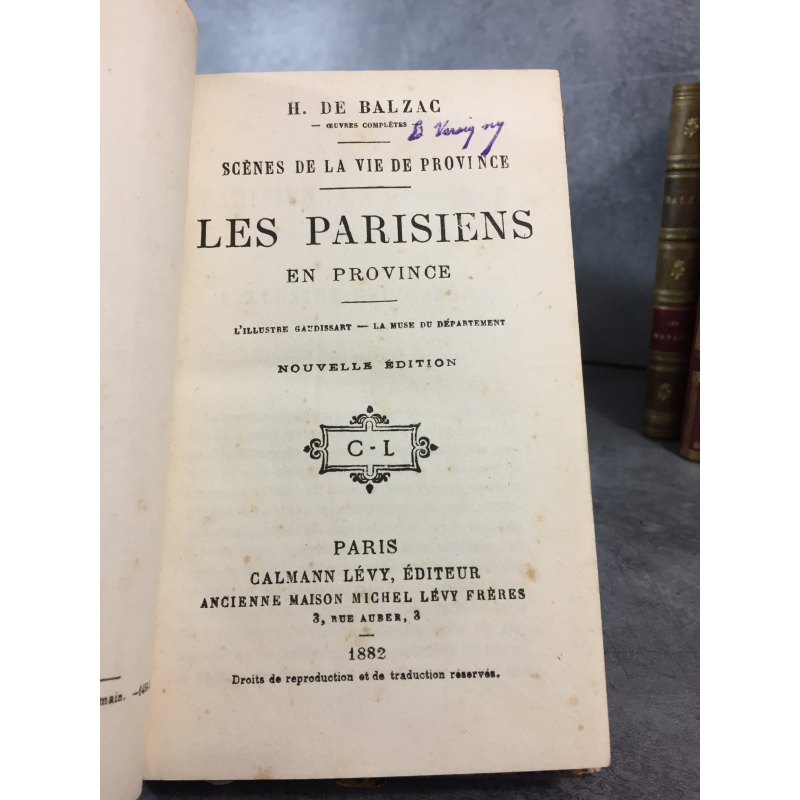 H. DE BALZAC
— ŒUVRES COMPLÈTES —
SCÈNES DE LA VIE DE PROVINCE
LES PARISIENS
EN PROVINCE
L'ILLUSTRE GAUDISSART — LA MUSE DU DÉPARTEMENT
NOUVELLE ÉDITION
C-L
PARIS
CALMANN LÉVY, ÉDITEUR
ANCIENNE MAISON MICHEL LÉVY FRÈRES
3, RUE AUBER, 3
1882
Droits de reproduction et de traduction réservés.